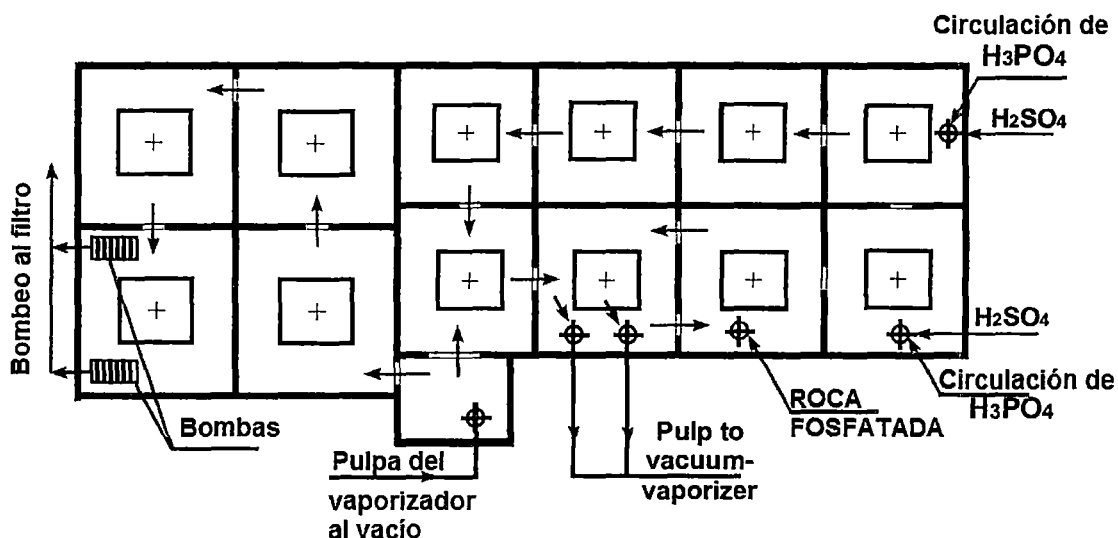 Circulación de
H3PO4
H2SO4
Bombeo al filtro
H2SO4
Circulación de
H3PO4
ROCA
FOSFATADA
Bombas
Pulpa del
vaporizador
al vacío
Pulp to
vacuum-
vaporizer